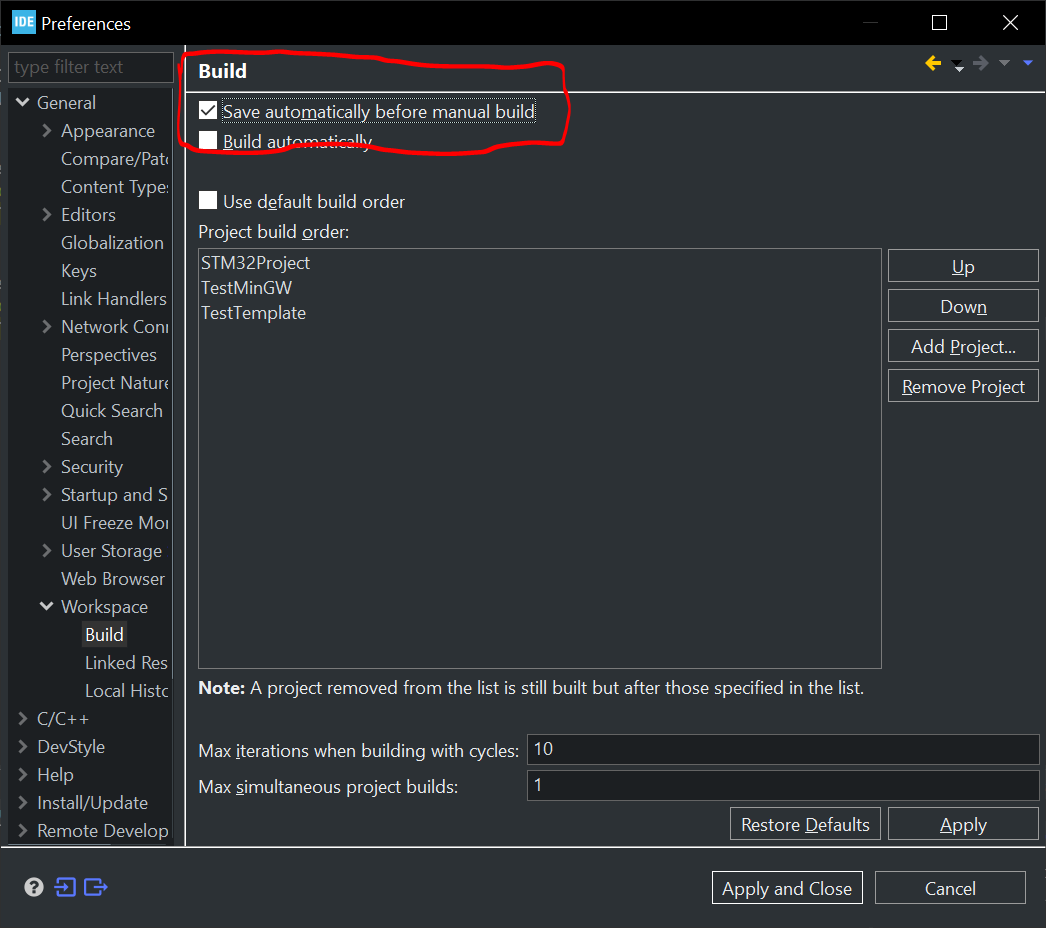 IDE Preferences
type filter text
General
Appearance
Compare/Patc
Content Types
Editors
Globalization
Keys
Link Handlers
Network Conn
Perspectives
Project Nature
Quick Search
Search
Security
Startup and S
UI Freeze Mon
User Storage
Web Browser
Workspace
Build
Linked Res
Local Histo
C/C++
DevStyle
Help
Install/Update
Remote Develop
Build
Save automatically before manual build
Build automatically
Use default build order
Project build order:
STM32Project
TestMinGW
TestTemplate
Up
Down
Add Project...
Remove Project
Note: A project removed from the list is still built but after those specified in the list.
Max iterations when building with cycles: 10
Max simultaneous project builds: 1
Restore Defaults
Apply
Apply and Close
Cancel